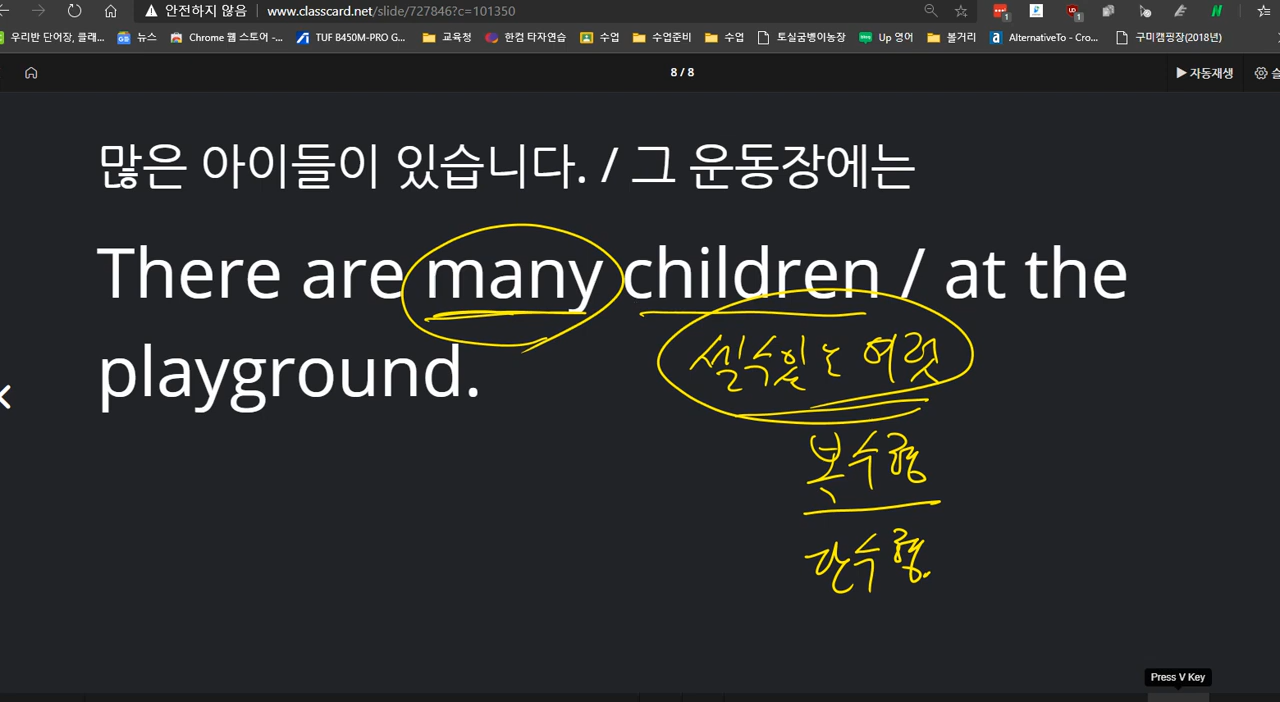 안전하지 않음 www.classcard.net/slide/727846?c=101350
우리반 단어장, 클래... 뉴스 Chrome 웹 스토어 -... TUF B450M-PRO G... 교육청 한컴 타자연습 수업 수업준비 수업 토실굼벵이농장 Up 영어 볼거리 AlternativeTo - Cro... 구미캠핑장(2018년)
8 / 8 ▶자동재생 슬
많은 아이들이 있습니다. / 그 운동장에는
There are many children / at the
playground.
셀수있는 여럿
복수형
단수형.
Press V Key